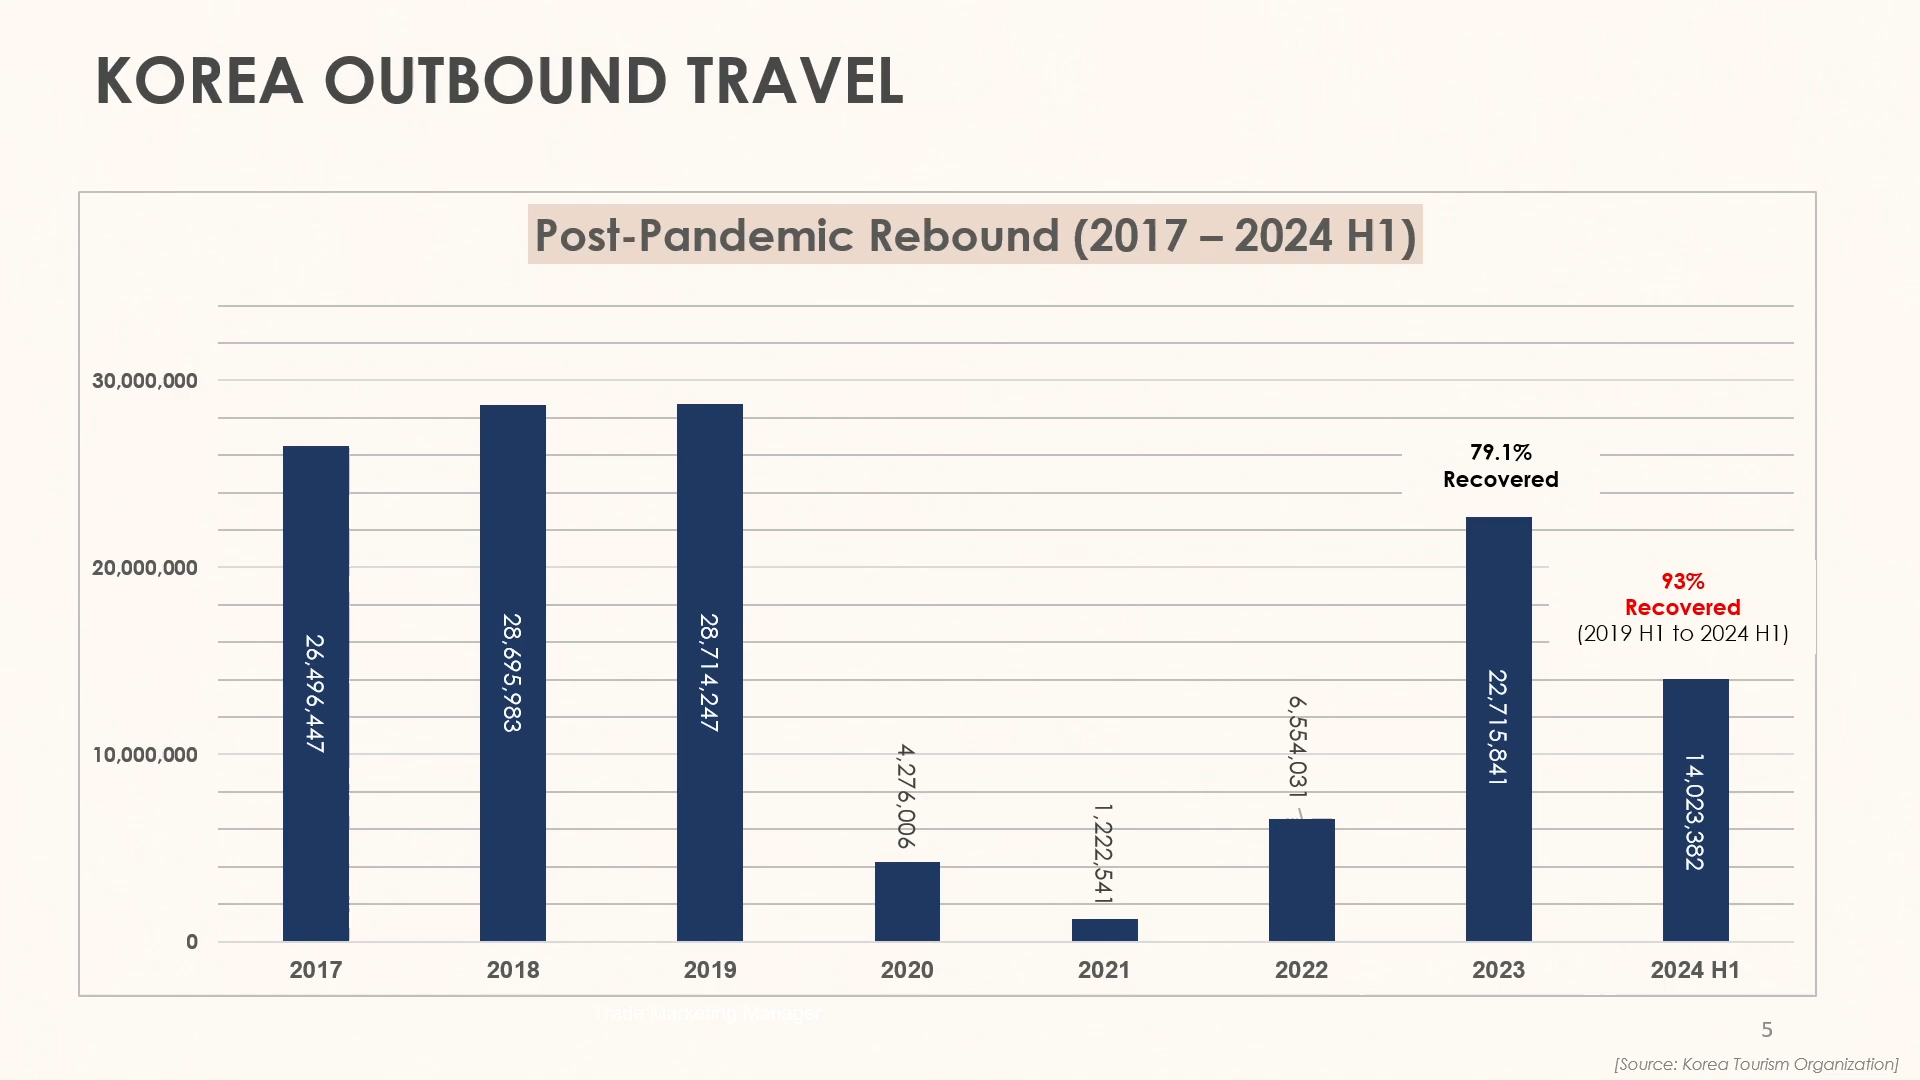 KOREA OUTBOUND TRAVEL
Post-Pandemic Rebound (2017 – 2024 H1)
30,000,000
20,000,000
10,000,000
0
26,496,447
28,695,983
28,714,247
4,276,006
1,222,541
6,554,031
79.1%
Recovered
22,715,841
93%
Recovered
(2019 H1 to 2024 H1)
14,023,382
2017
2018
2019
2020
2021
2022
2023
2024 H1
Trade Marketing Manager
5
[Source: Korea Tourism Organization]